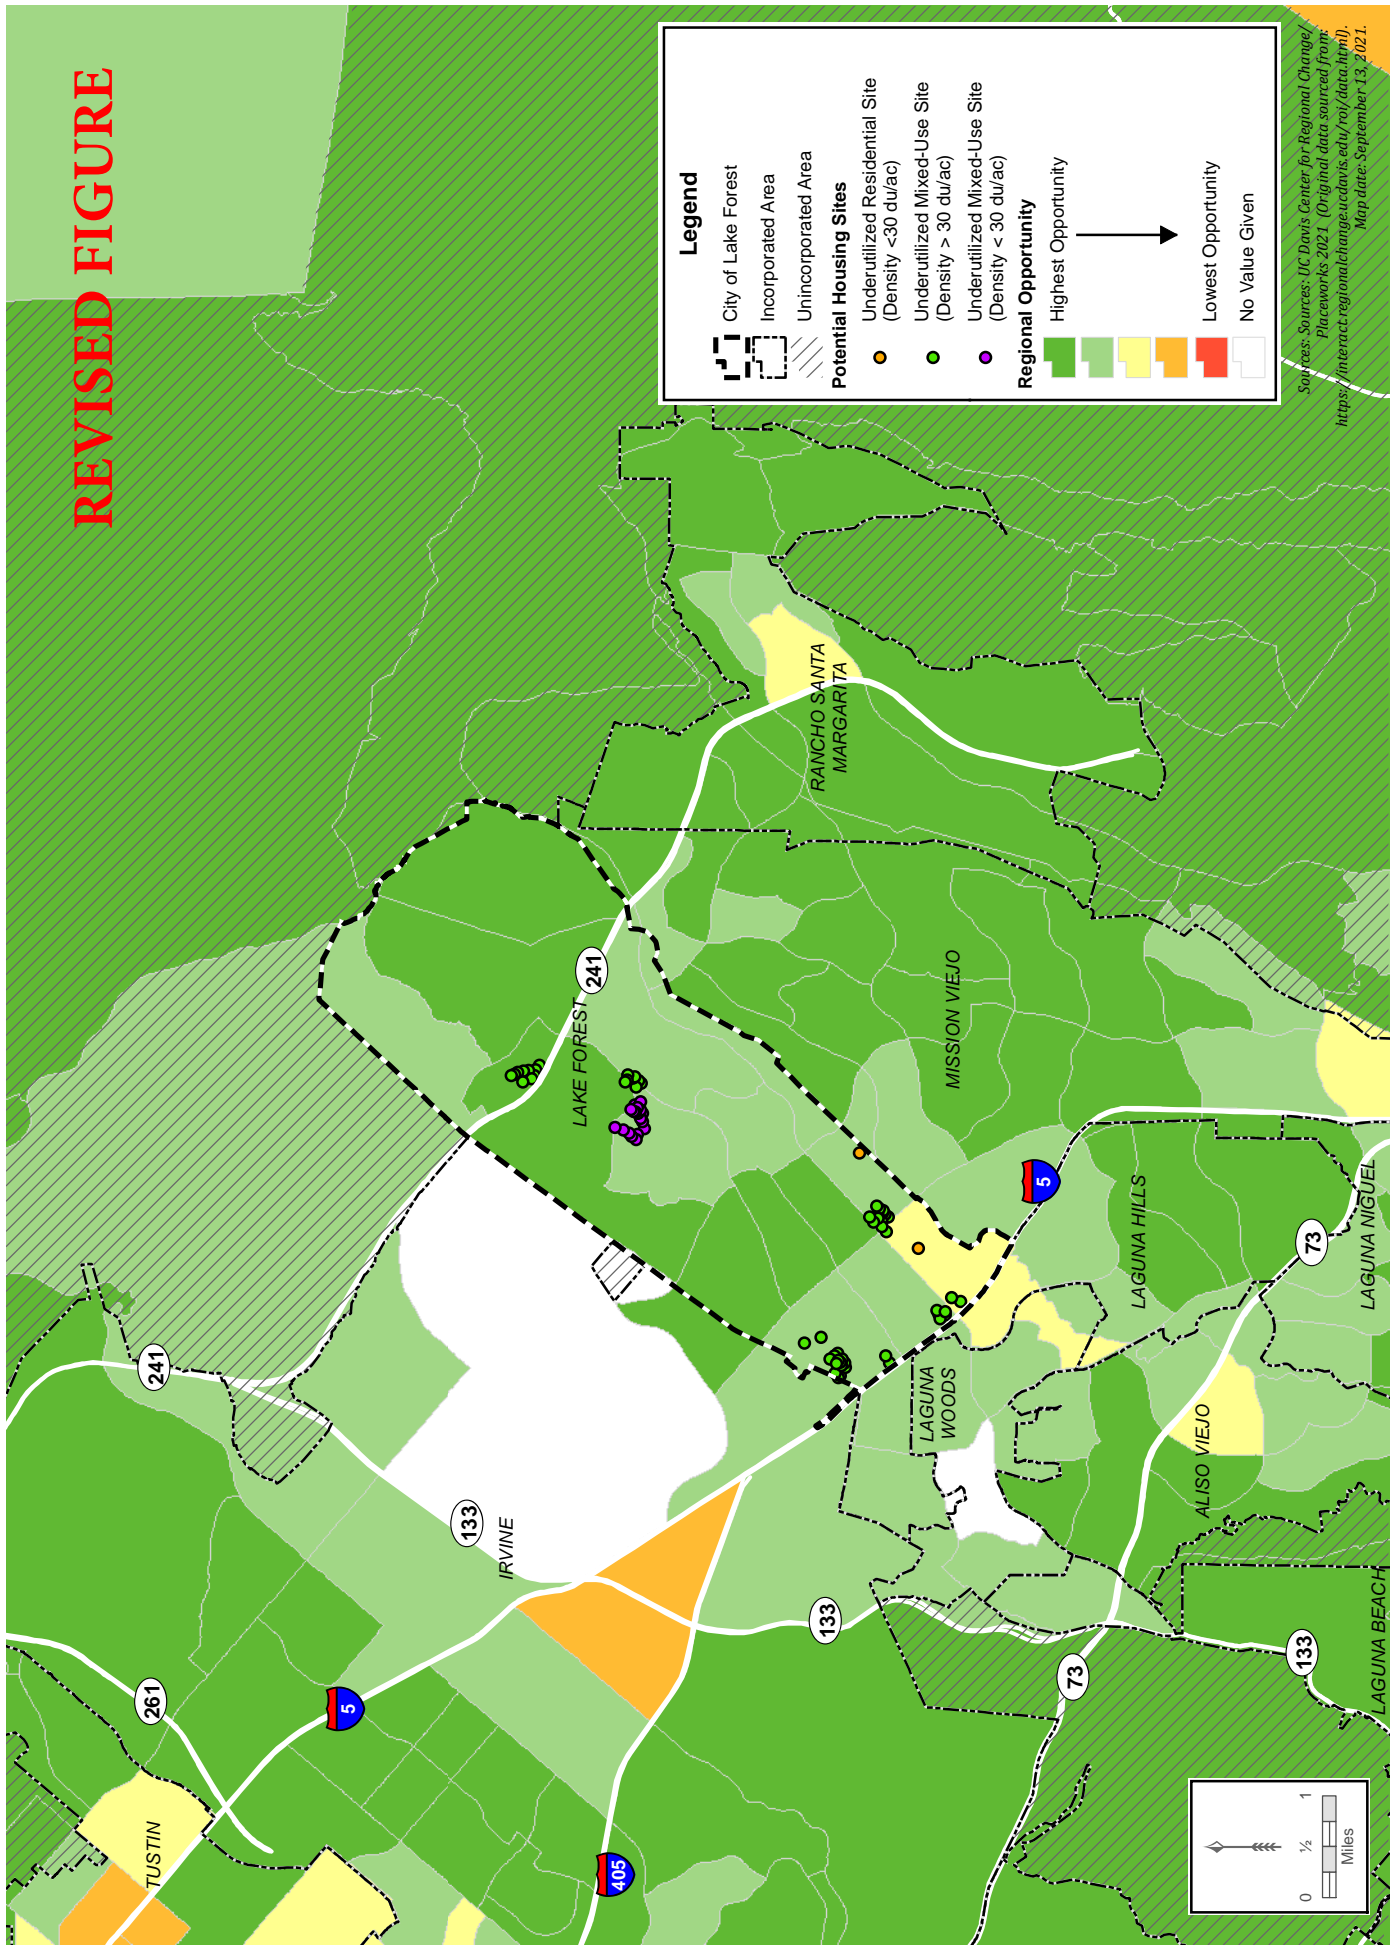 REVISED FIGURE
Legend
City of Lake Forest
Incorporated Area
Unincorporated Area
Potential Housing Sites
Underutilized Residential Site
(Density <30 du/ac)
Underutilized Mixed-Use Site
(Density > 30 du/ac)
Underutilized Mixed-Use Site
(Density < 30 du/ac)
Regional Opportunity
Highest Opportunity
Lowest Opportunity
No Value Given
Sources: Sources: UC Davis Center for Regional Change/
Placeworks 2021 (Original data sourced from:
https://interact.regionalchange.ucdavis.edu/roi/data.html).
Map date: September 13, 2021.
261
241
241
133
133
133
5
5
405
73
73
TUSTIN
IRVINE
LAKE FOREST
RANCHO SANTA
MARGARITA
MISSION VIEJO
LAGUNA
WOODS
LAGUNA HILLS
ALISO VIEJO
LAGUNA NIGUEL
LAGUNA BEACH
0 ½ 1
Miles